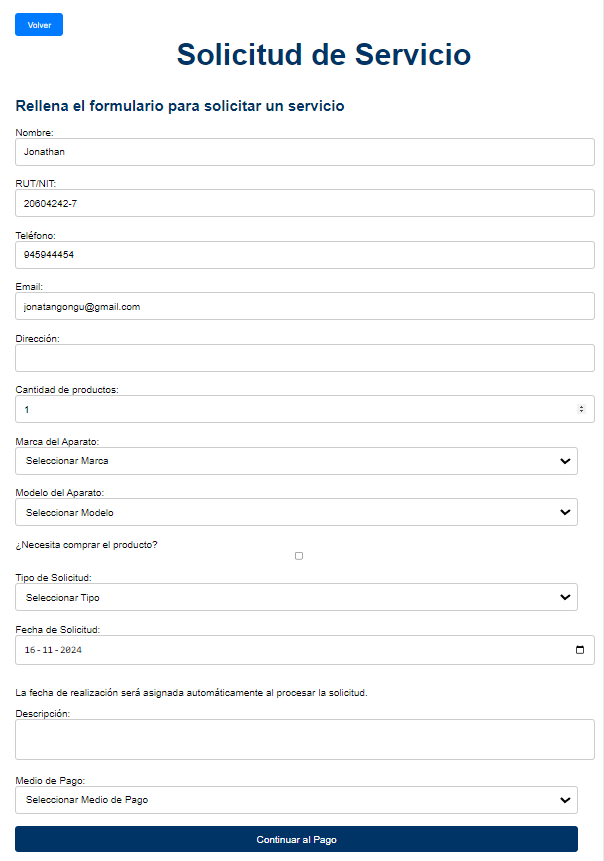 Volver
Solicitud de Servicio
Rellena el formulario para solicitar un servicio
Nombre:
Jonathan
RUT/NIT:
20604242-7
Teléfono:
945944454
Email:
jonatangongu@gmail.com
Dirección:
Cantidad de productos:
1
Marca del Aparato:
Seleccionar Marca
Modelo del Aparato:
Seleccionar Modelo
¿Necesita comprar el producto?
Tipo de Solicitud:
Seleccionar Tipo
Fecha de Solicitud:
16-11-2024
La fecha de realización será asignada automáticamente al procesar la solicitud.
Descripción:
Medio de Pago:
Seleccionar Medio de Pago
Continuar al Pago